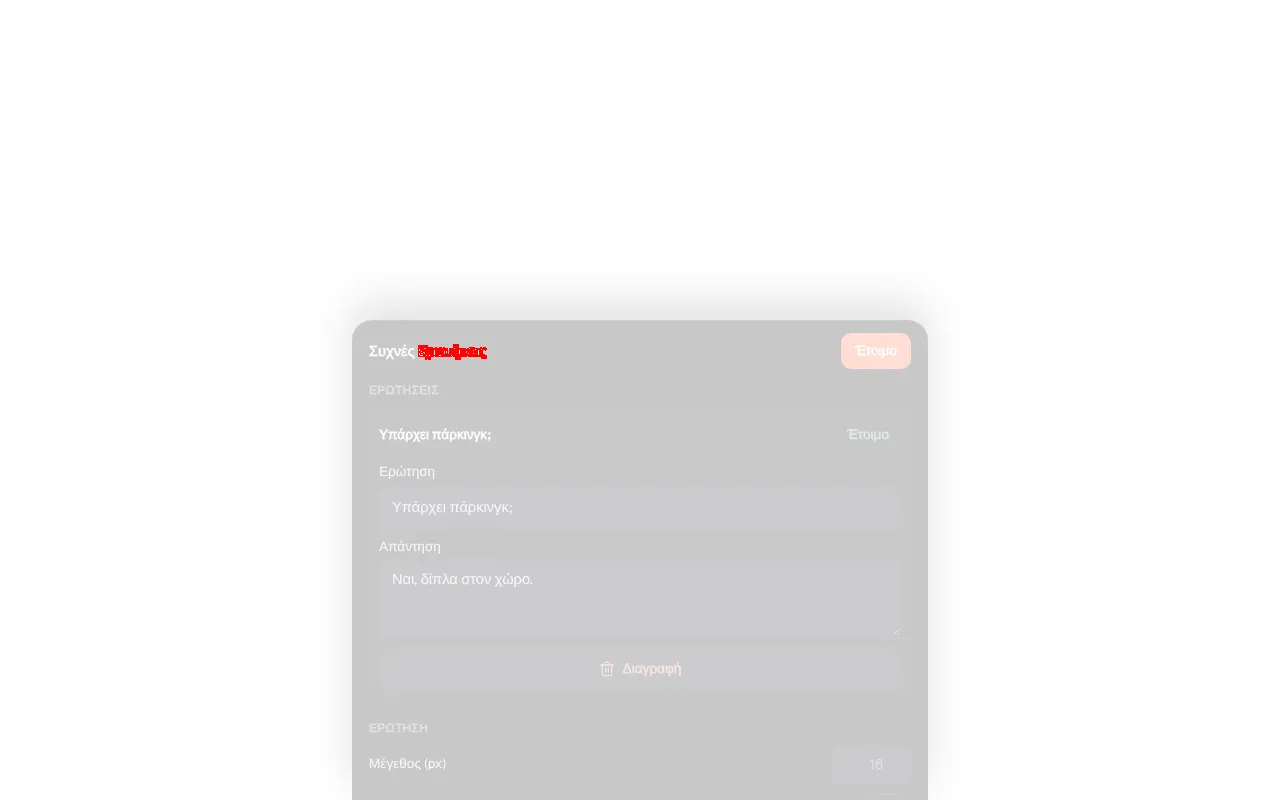 Συχνές
Έτοιμο
ΕΡΩΤΗΣΕΙΣ
Υπάρχει πάρκινγκ;
Έτοιμο
Ερώτηση
Υπάρχει πάρκινγκ;
Απάντηση
Ναι, δίπλα στον χώρο.
Διαγραφή
ΕΡΩΤΗΣΗ
Μέγεθος (px)
16